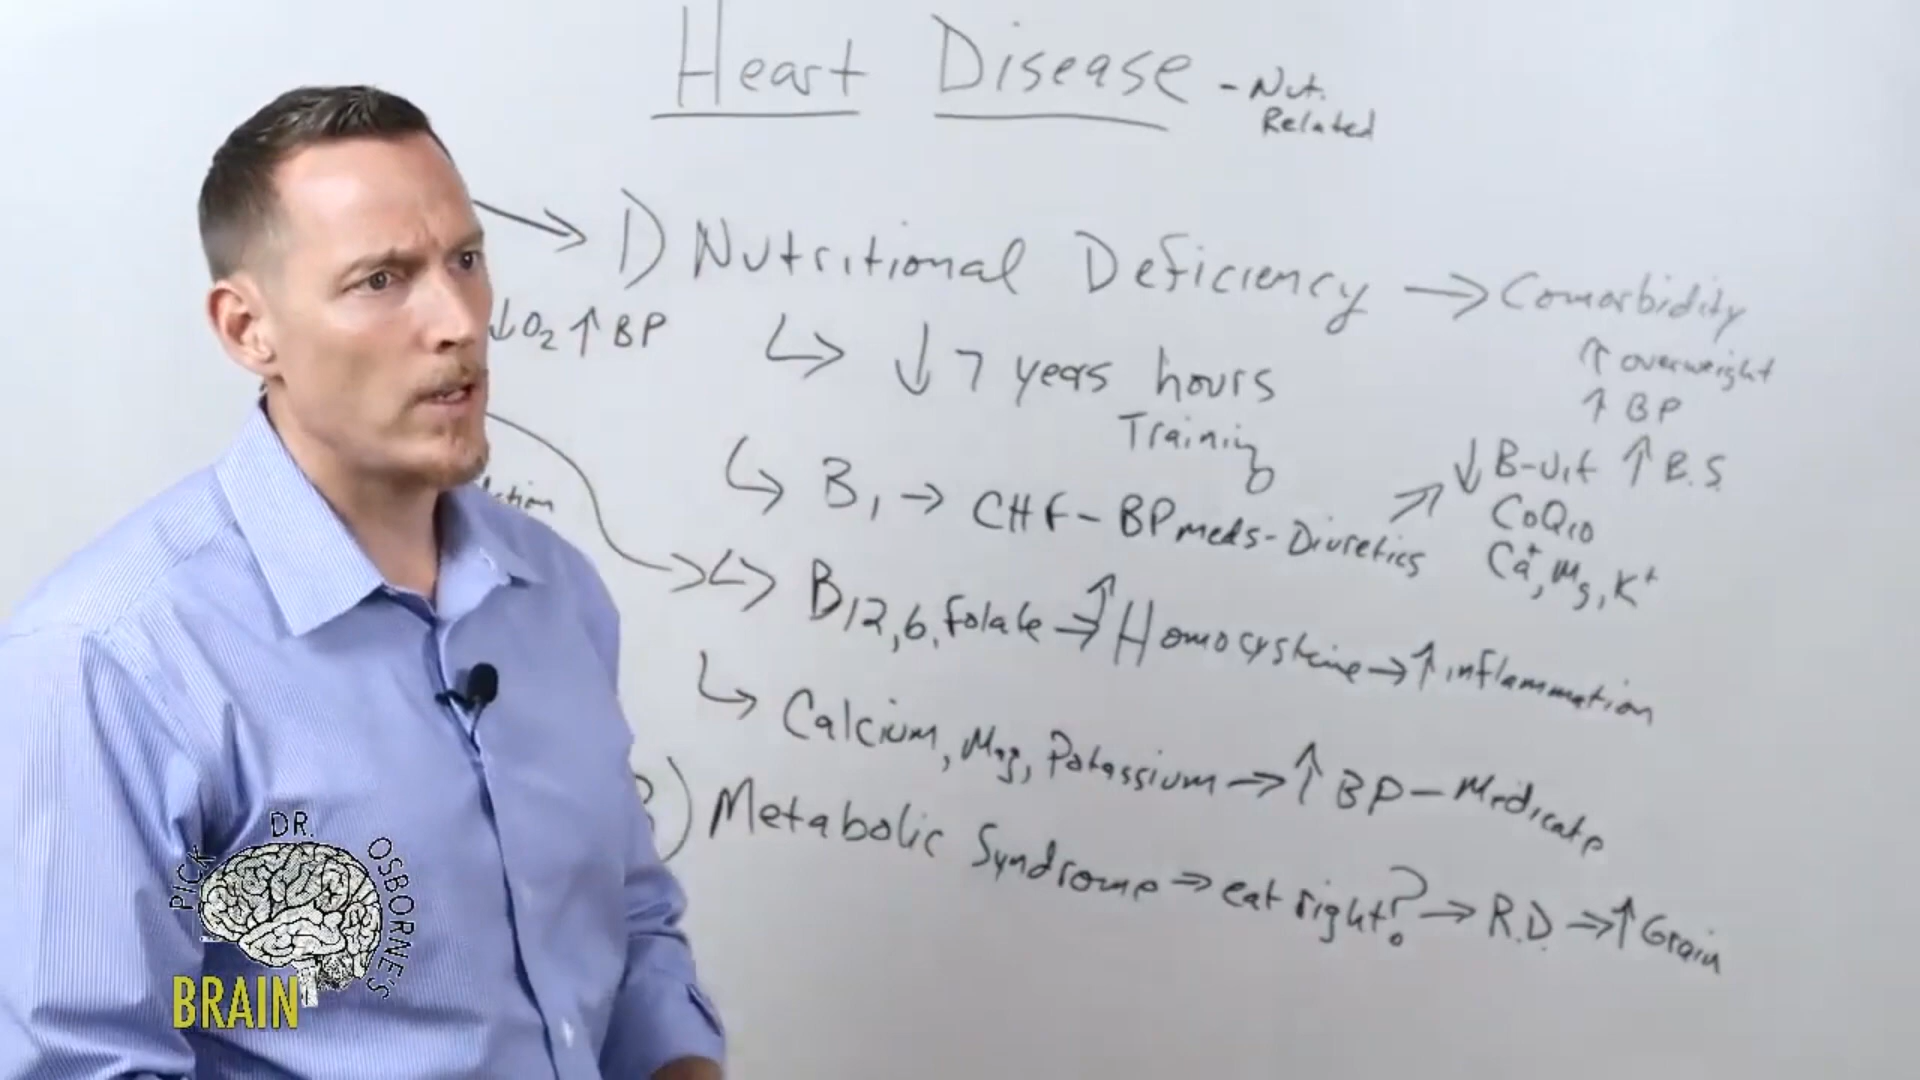 Heart Disease - Nut.
Related
1) Nutritional Deficiency → Comorbidity
↑ overweight
↑ BP
↓O₂ ↑ BP
↳ ↓ 7 years hours
Training
↓ B-vit ↑ B.S.
CoQ10
Ca⁺, Mg, K⁺
↳ B₁ → CHF - BP meds - Diuretics
↳ B12, 6, Folate → ↑ Homocysteine → ↑ inflammation
↳ Calcium, Mag, Potassium → ↑ BP - Medicate
) Metabolic Syndrome → eat right? → R.D. → ↑ Grain
PICK DR. OSBORNE'S
BRAIN